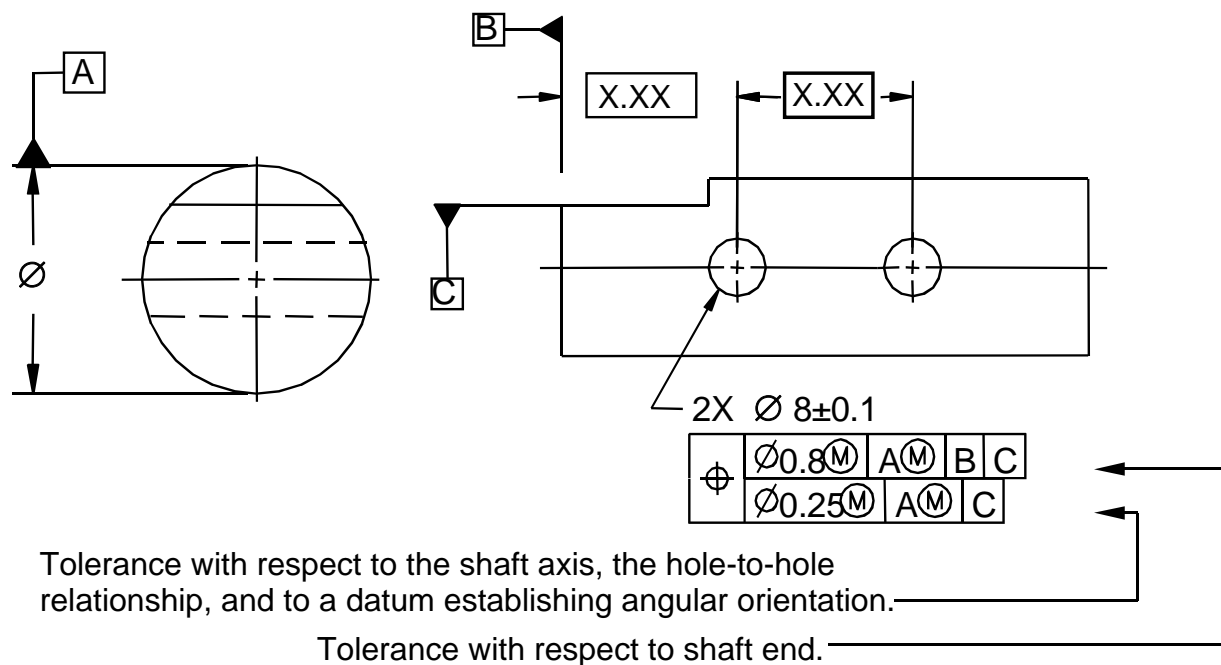 B
A
X.XX
X.XX
Ø
C
2X Ø 8±0.1
⌖ Ø0.8Ⓜ AⓂ B C
Ø0.25Ⓜ AⓂ C
Tolerance with respect to the shaft axis, the hole-to-hole
relationship, and to a datum establishing angular orientation.
Tolerance with respect to shaft end.